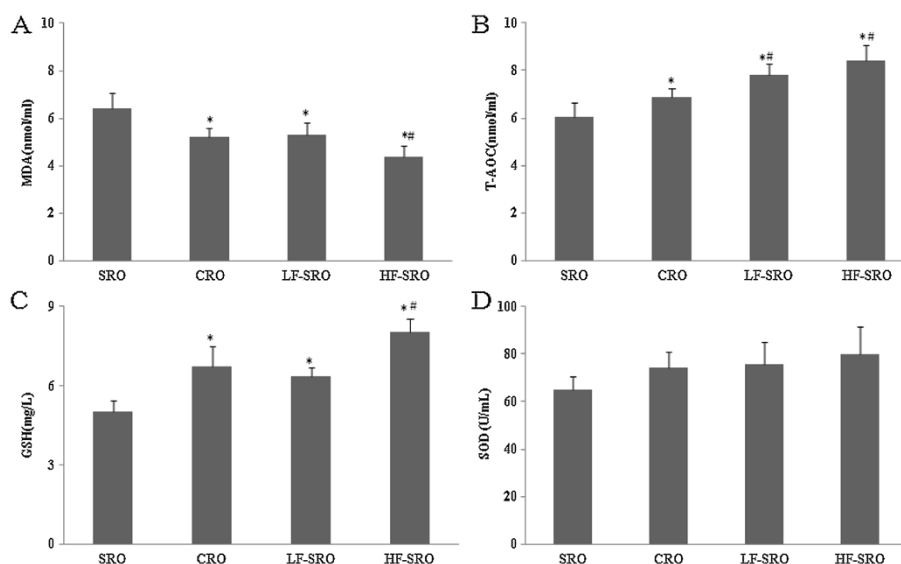 A
10
8
6
4
2
0
MDA(nmol/ml)
*
*
*#
SRO
CRO
LF-SRO
HF-SRO
B
10
8
6
4
2
0
T-AOC(nmol/ml)
*
*#
*#
SRO
CRO
LF-SRO
HF-SRO
C
9
6
3
0
GSH(mg/L)
*
*
*#
SRO
CRO
LF-SRO
HF-SRO
D
100
80
60
40
20
0
SOD (U/mL)
SRO
CRO
LF-SRO
HF-SRO